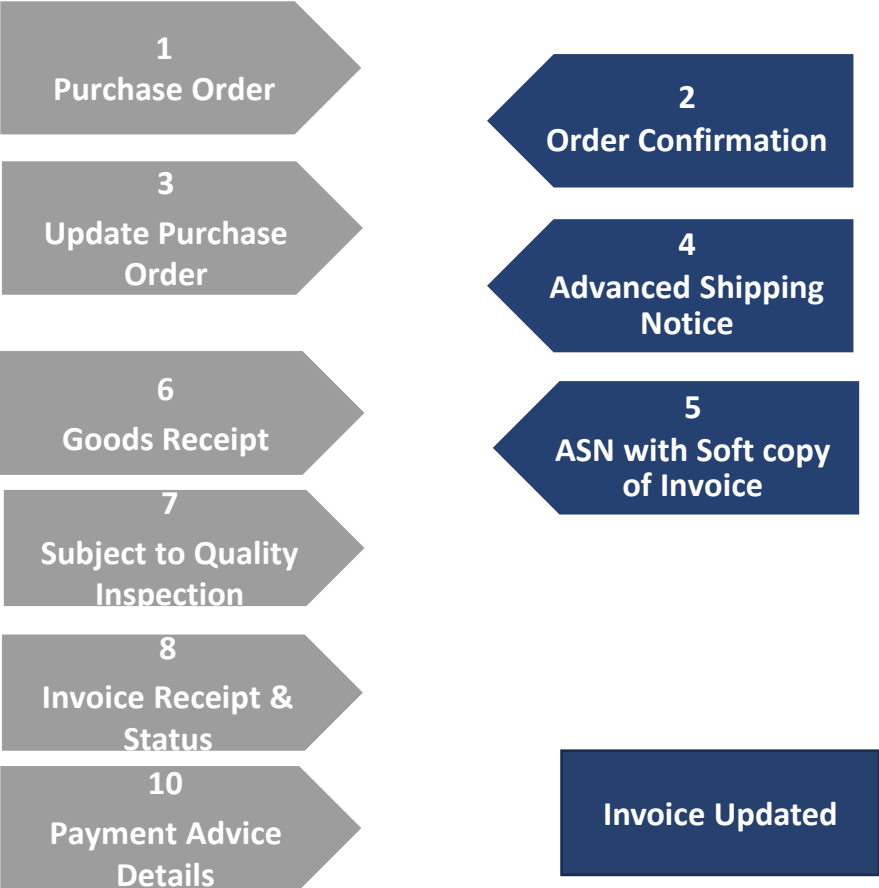 1
Purchase Order
2
Order Confirmation
3
Update Purchase
Order
4
Advanced Shipping
Notice
6
Goods Receipt
5
ASN with Soft copy
of Invoice
7
Subject to Quality
Inspection
8
Invoice Receipt &
Status
10
Payment Advice
Details
Invoice Updated